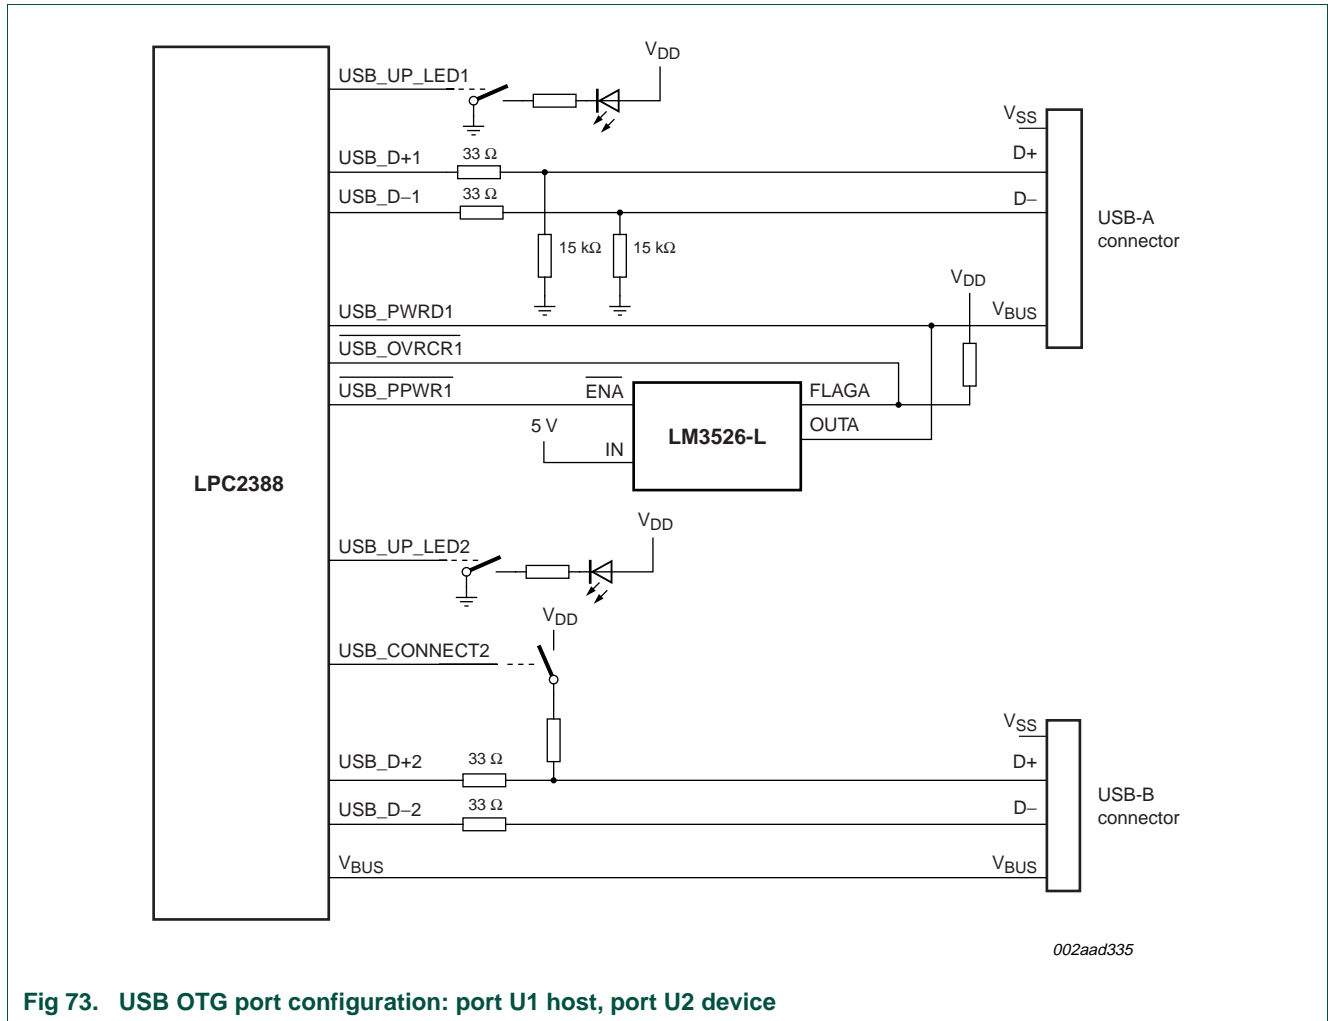 USB_UP_LED1
VDD
USB_D+1
33 Ω
USB_D−1
33 Ω
15 kΩ
15 kΩ
VSS
D+
D−
USB-A
connector
VDD
VBUS
USB_PWRD1
USB_OVRCR1
USB_PPWR1
ENA
FLAGA
OUTA
5 V
IN
LM3526-L
LPC2388
USB_UP_LED2
VDD
VDD
USB_CONNECT2
USB_D+2
33 Ω
USB_D−2
33 Ω
VBUS
VSS
D+
D−
VBUS
USB-B
connector
002aad335
Fig 73. USB OTG port configuration: port U1 host, port U2 device